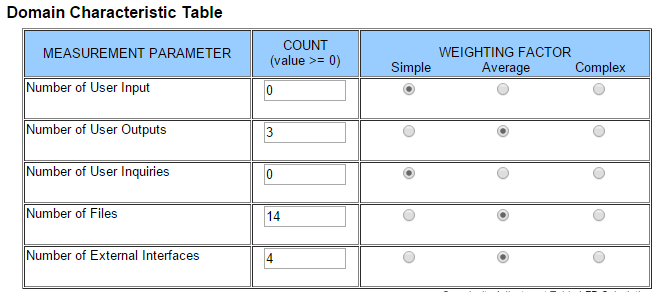 Domain Characteristic Table
MEASUREMENT PARAMETER
COUNT
(value >= 0)
WEIGHTING FACTOR
Simple Average Complex
Number of User Input 0
Number of User Outputs 3
Number of User Inquiries 0
Number of Files 14
Number of External Interfaces 4